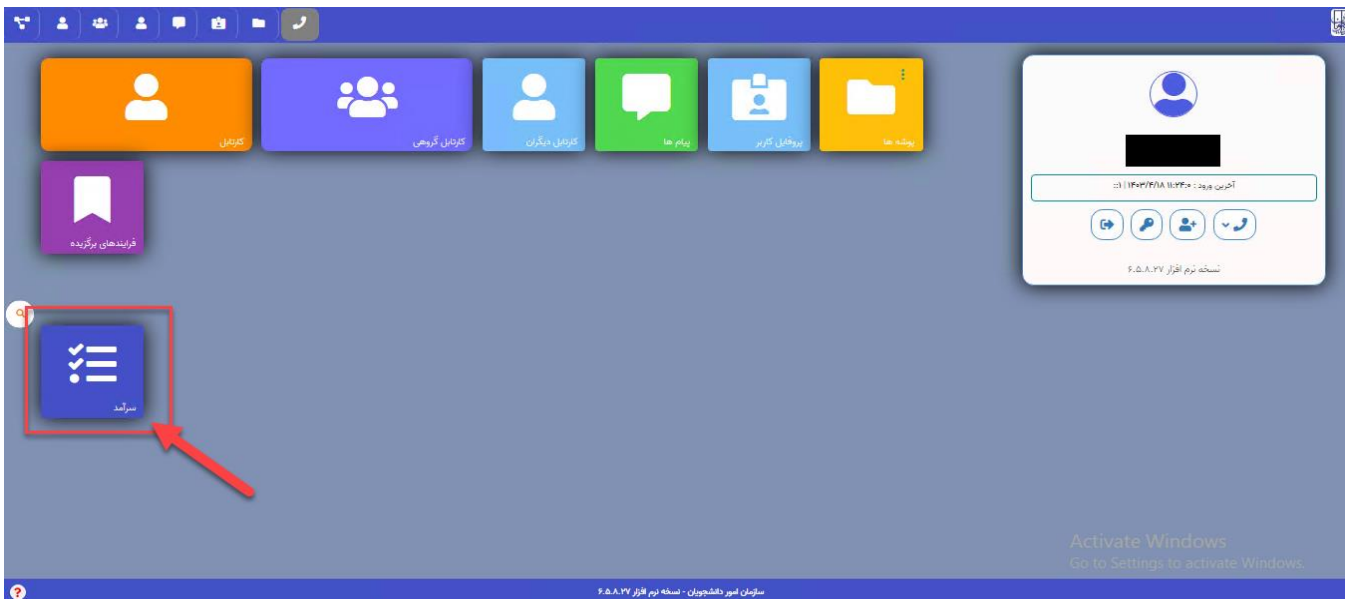 کارتابل
کارتابل گروهی
کارتابل دیگران
پیام ها
پروفایل کاربر
پوشه ها
فرایندهای برگزیده
سرآمد
آخرین ورود : ۱۴۰۳/۴/۱۸ ۱۱:۲۴:۰ | ::۱
نسخه نرم افزار ۶.۵.۸.۲۷
Activate Windows
Go to Settings to activate Windows.
سازمان امور دانشجویان - نسخه نرم افزار ۶.۵.۸.۲۷